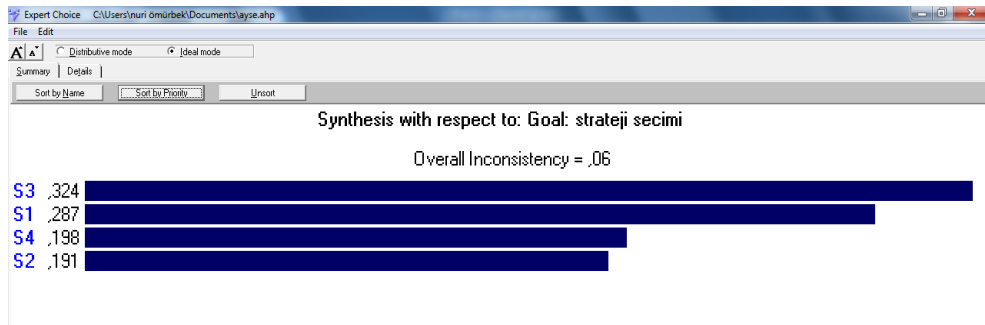 Expert Choice C:\Users\nuri ömürbek\Documents\ayse.ahp
File Edit
A A Distributive mode Ideal mode
Summary Details
Sort by Name Sort by Priority Unsort
Synthesis with respect to: Goal: strateji secimi
Overall Inconsistency = ,06
S3 ,324
S1 ,287
S4 ,198
S2 ,191